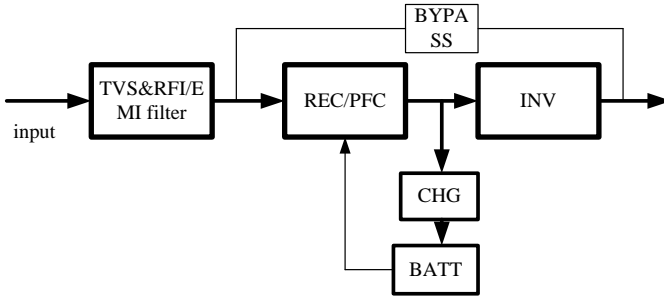 BYPA
SS
TVS&RFI/E
MI filter
REC/PFC
INV
input
CHG
BATT